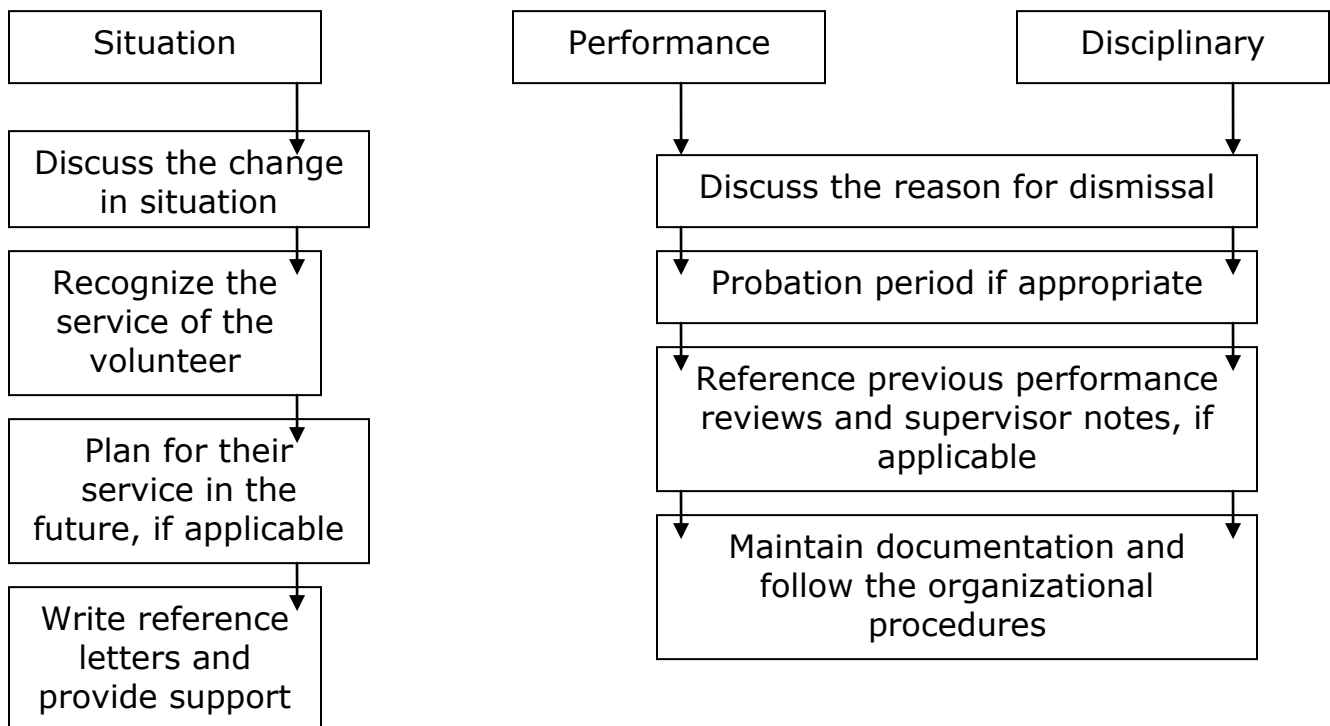 Situation
Performance
Disciplinary
Discuss the change
in situation
Recognize the
service of the
volunteer
Plan for their
service in the
future, if applicable
Write reference
letters and
provide support
Discuss the reason for dismissal
Probation period if appropriate
Reference previous performance
reviews and supervisor notes, if
applicable
Maintain documentation and
follow the organizational
procedures